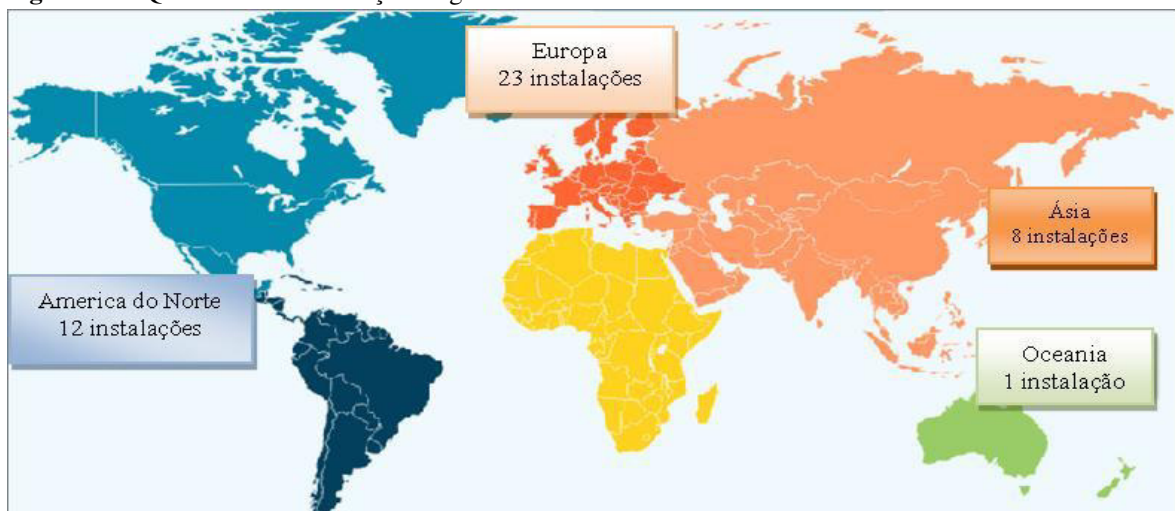 Europa
23 instalações
Ásia
8 instalações
America do Norte
12 instalações
Oceania
1 instalação